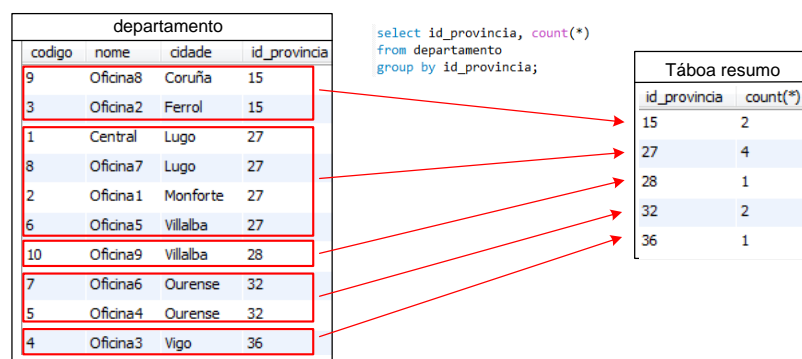 departamento
codigo nome cidade id_provincia
9 Oficina8 Coruña 15
3 Oficina2 Ferrol 15
1 Central Lugo 27
8 Oficina7 Lugo 27
2 Oficina1 Monforte 27
6 Oficina5 Villalba 27
10 Oficina9 Villalba 28
7 Oficina6 Ourense 32
5 Oficina4 Ourense 32
4 Oficina3 Vigo 36
select id_provincia, count(*)
from departamento
group by id_provincia;
Táboa resumo
id_provincia count(*)
15 2
27 4
28 1
32 2
36 1